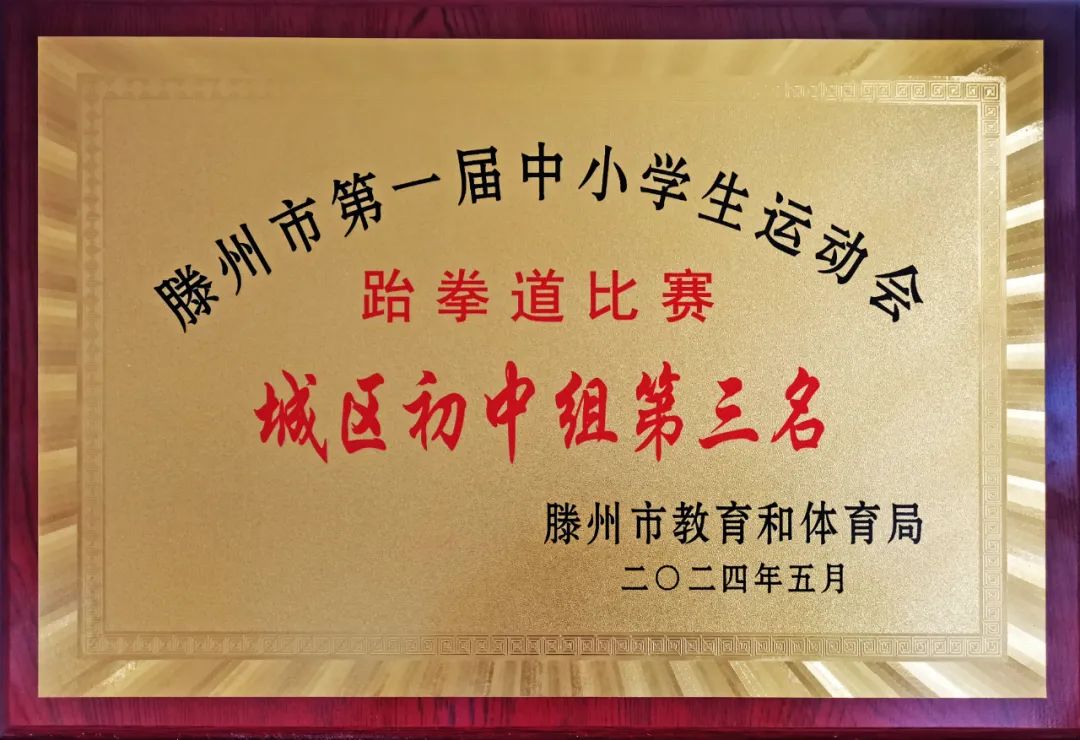 滕州市第一届中小学生运动会
跆拳道比赛
城区初中组第三名
滕州市教育和体育局
二〇二四年五月